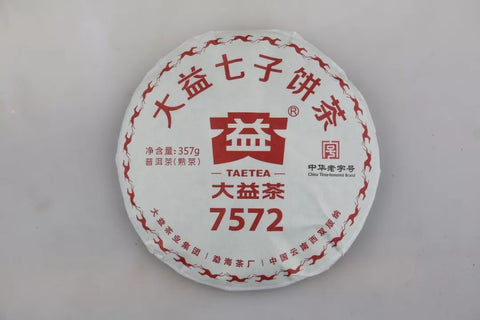 大益七子饼茶
益
®
净含量:357g
普洱茶(熟茶)
TAETEA
大益茶
7572
中华老字号
China Time-honored Brand
大益茶业集团 | 勐海茶厂 | 中国云南西双版纳